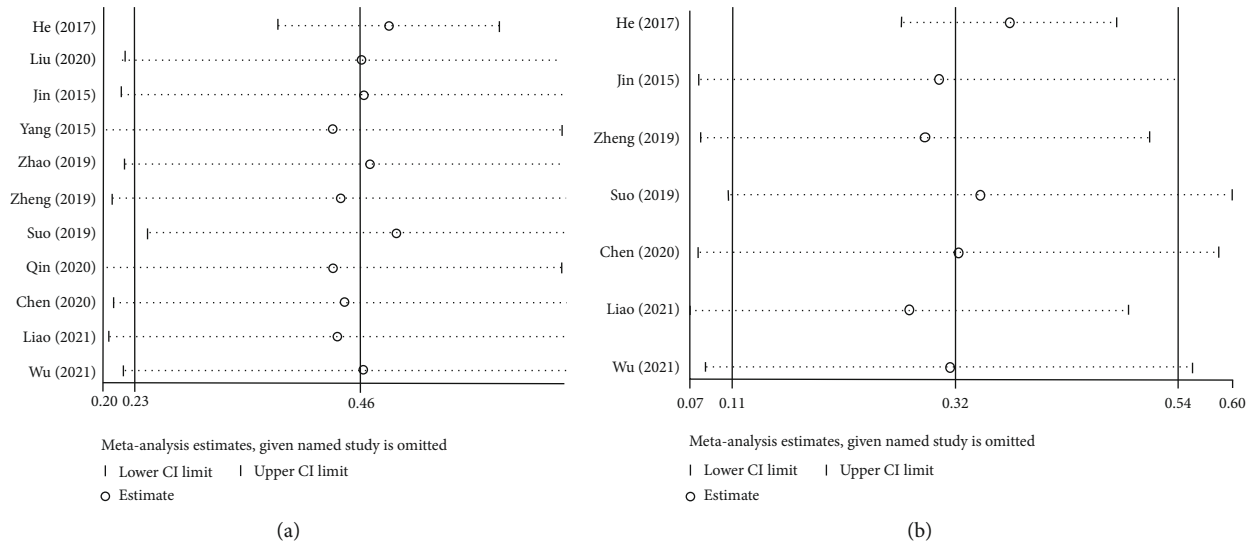 He (2017)
Liu (2020)
Jin (2015)
Yang (2015)
Zhao (2019)
Zheng (2019)
Suo (2019)
Qin (2020)
Chen (2020)
Liao (2021)
Wu (2021)
0.20 0.23 0.46
Meta-analysis estimates, given named study is omitted
Lower CI limit Upper CI limit
Estimate
(a)
He (2017)
Jin (2015)
Zheng (2019)
Suo (2019)
Chen (2020)
Liao (2021)
Wu (2021)
0.07 0.11 0.32 0.54 0.60
Meta-analysis estimates, given named study is omitted
Lower CI limit Upper CI limit
Estimate
(b)